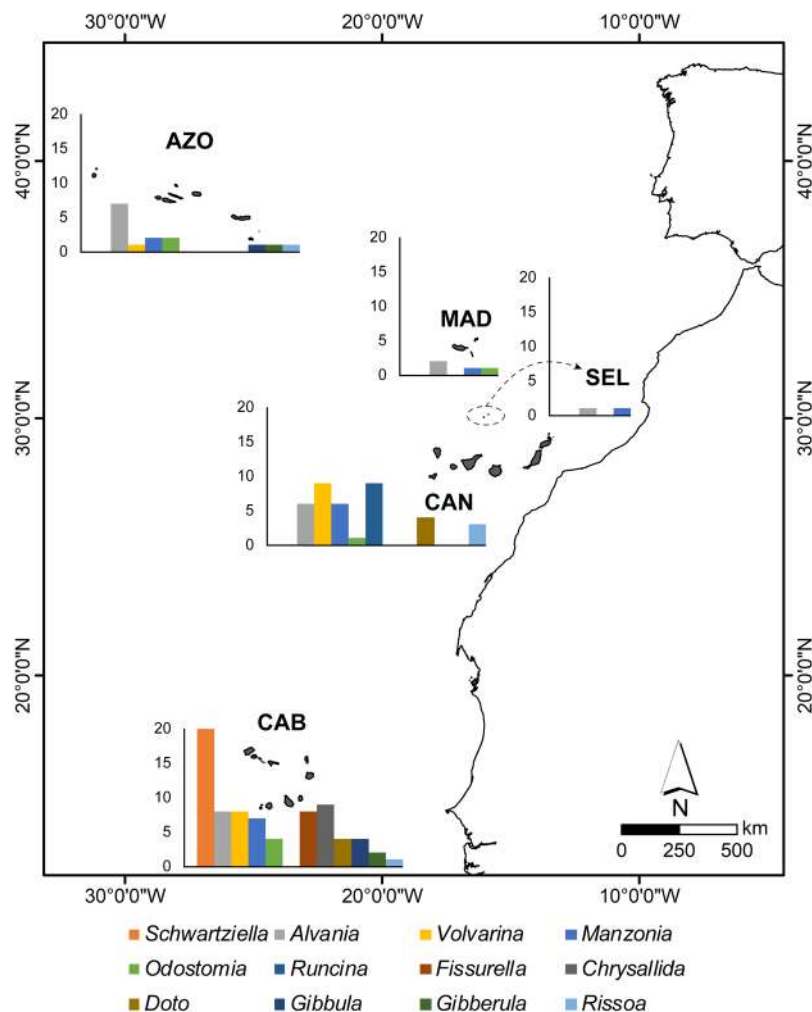 30°0'0"W 20°0'0"W 10°0'0"W
40°0'0"N
30°0'0"N
20°0'0"N
40°0'0"N
30°0'0"N
20°0'0"N
AZO
20
15
10
5
0
MAD
20
15
10
5
0
SEL
20
15
10
5
0
CAN
20
15
10
5
0
CAB
20
15
10
5
0
N
km
0 250 500
30°0'0"W 20°0'0"W 10°0'0"W
Schwartziella Alvania Volvarina Manzonia
Odostomia Runcina Fissurella Chrysallida
Doto Gibbula Gibberula Rissoa